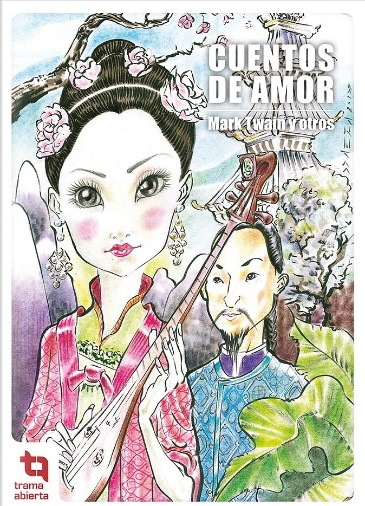 CUENTOS
DE AMOR
Mark Twain y otros
trama
abierta